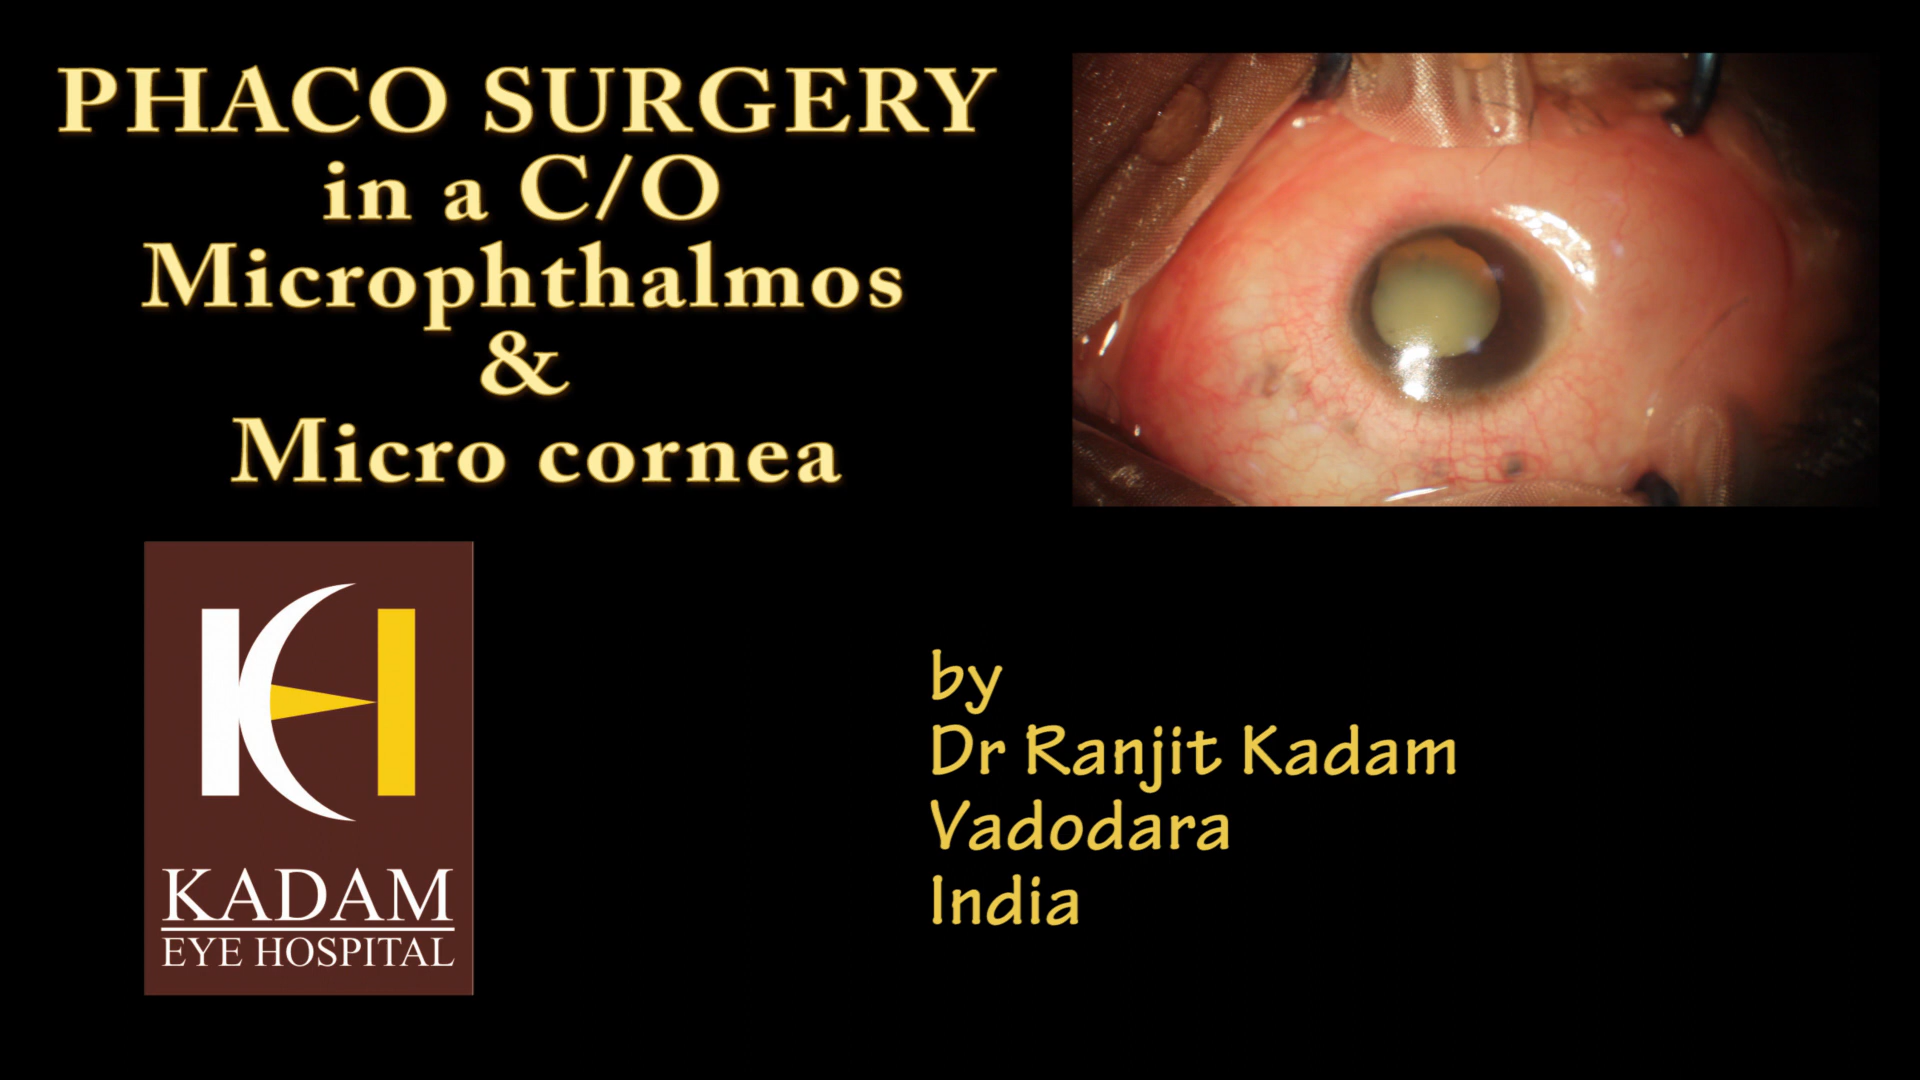 PHACO SURGERY
in a C/O
Microphthalmos
&
Micro cornea
KADAM
EYE HOSPITAL
by
Dr Ranjit Kadam
Vadodara
India